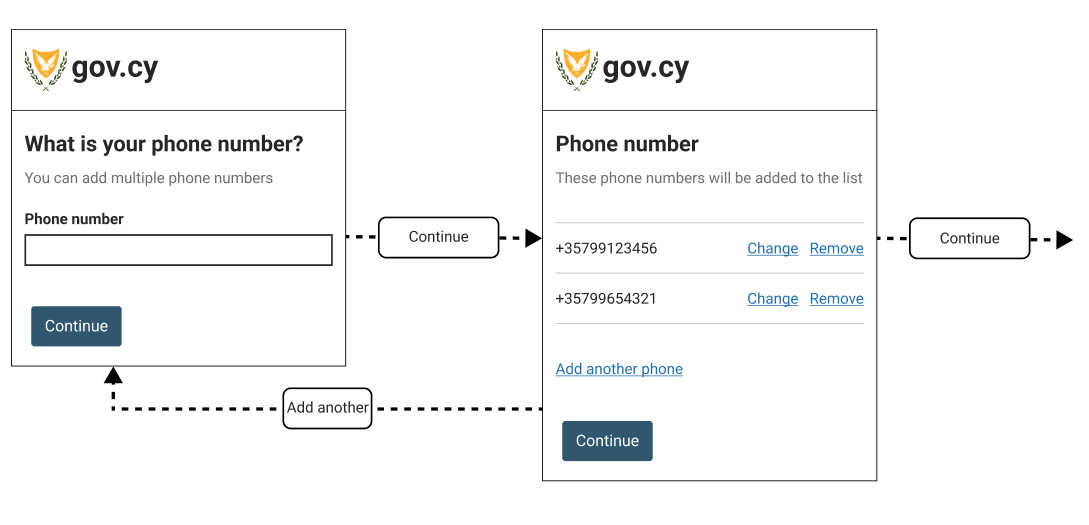 gov.cy
What is your phone number?
You can add multiple phone numbers
Phone number
Continue
Continue
gov.cy
Phone number
These phone numbers will be added to the list
+35799123456 Change Remove
+35799654321 Change Remove
Add another phone
Continue
Add another
Continue